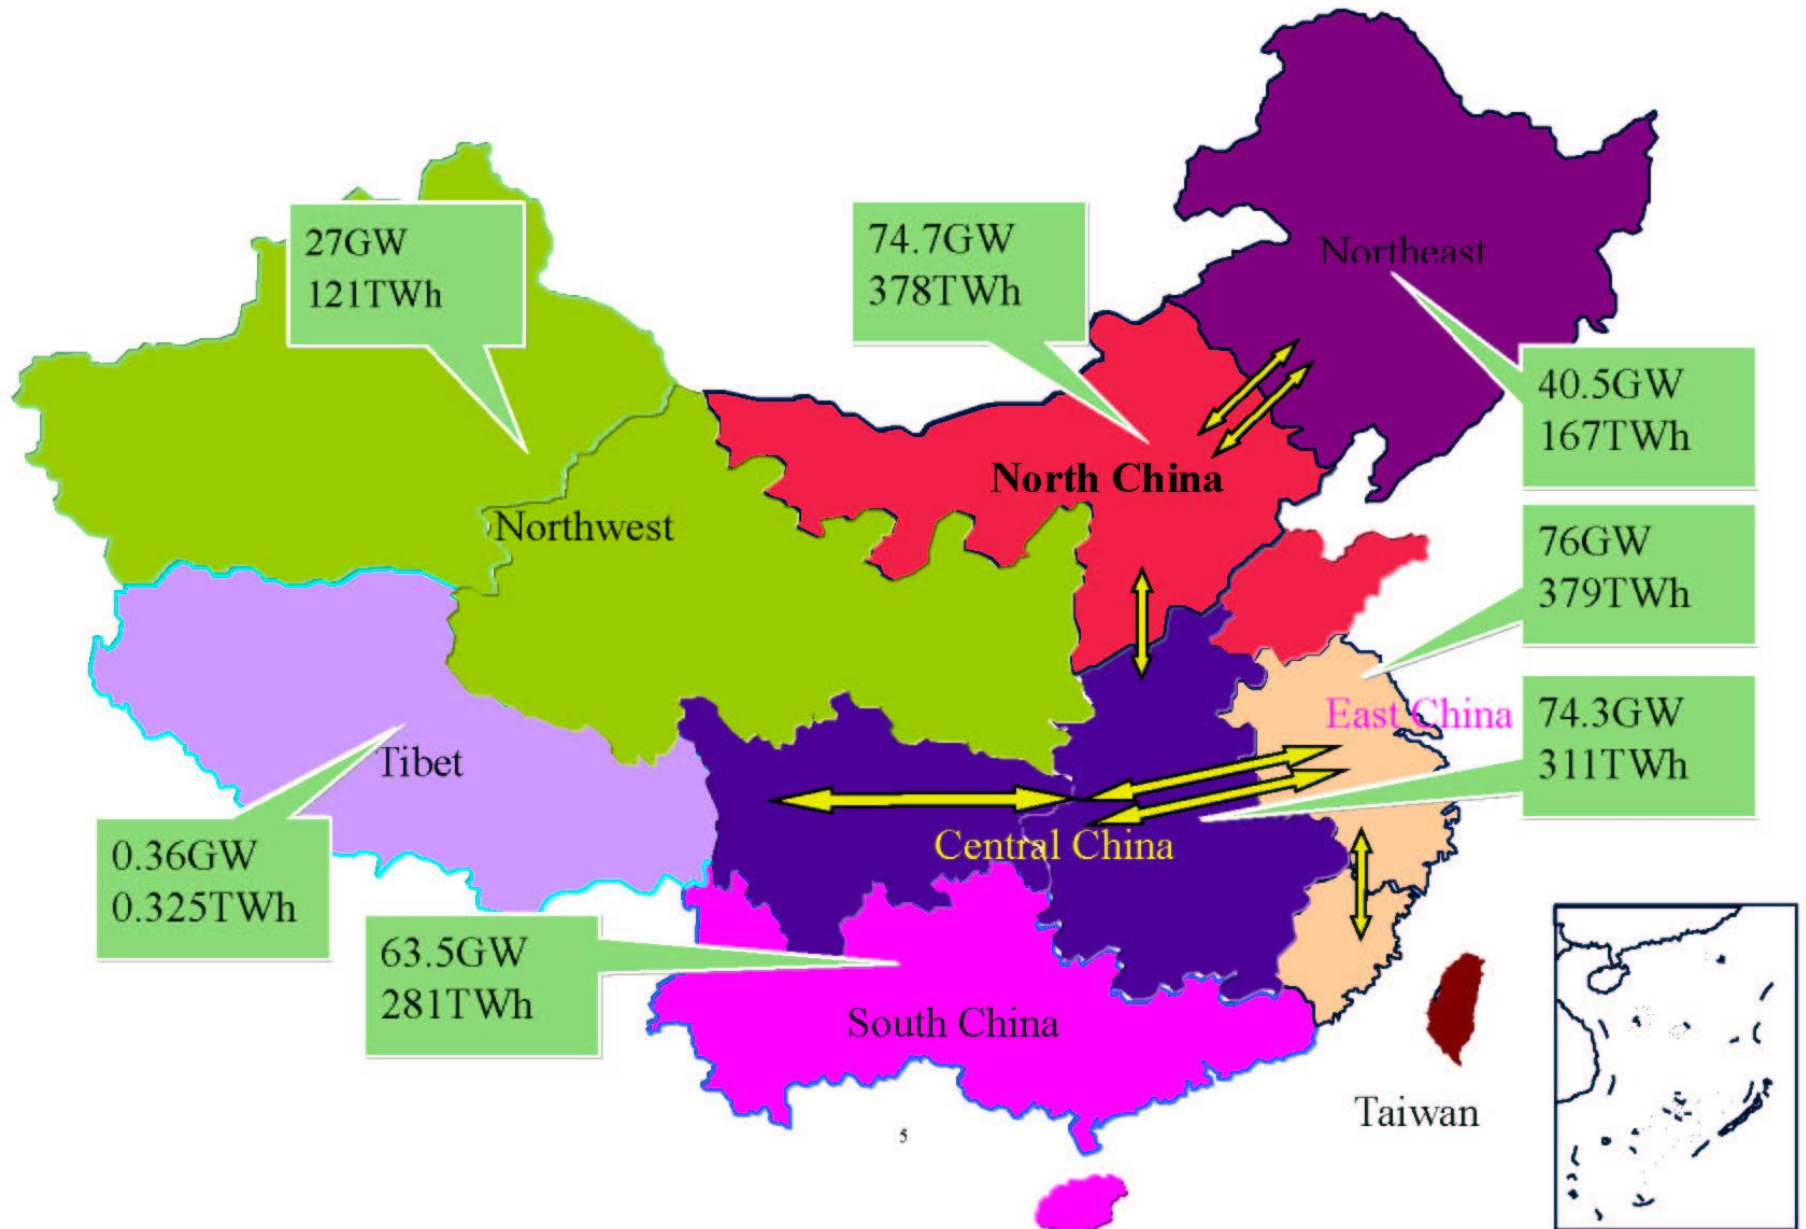 27GW
121TWh
74.7GW
378TWh
Northeast
40.5GW
167TWh
North China
Northwest
76GW
379TWh
East China
74.3GW
311TWh
Tibet
Central China
0.36GW
0.325TWh
63.5GW
281TWh
South China
Taiwan
5